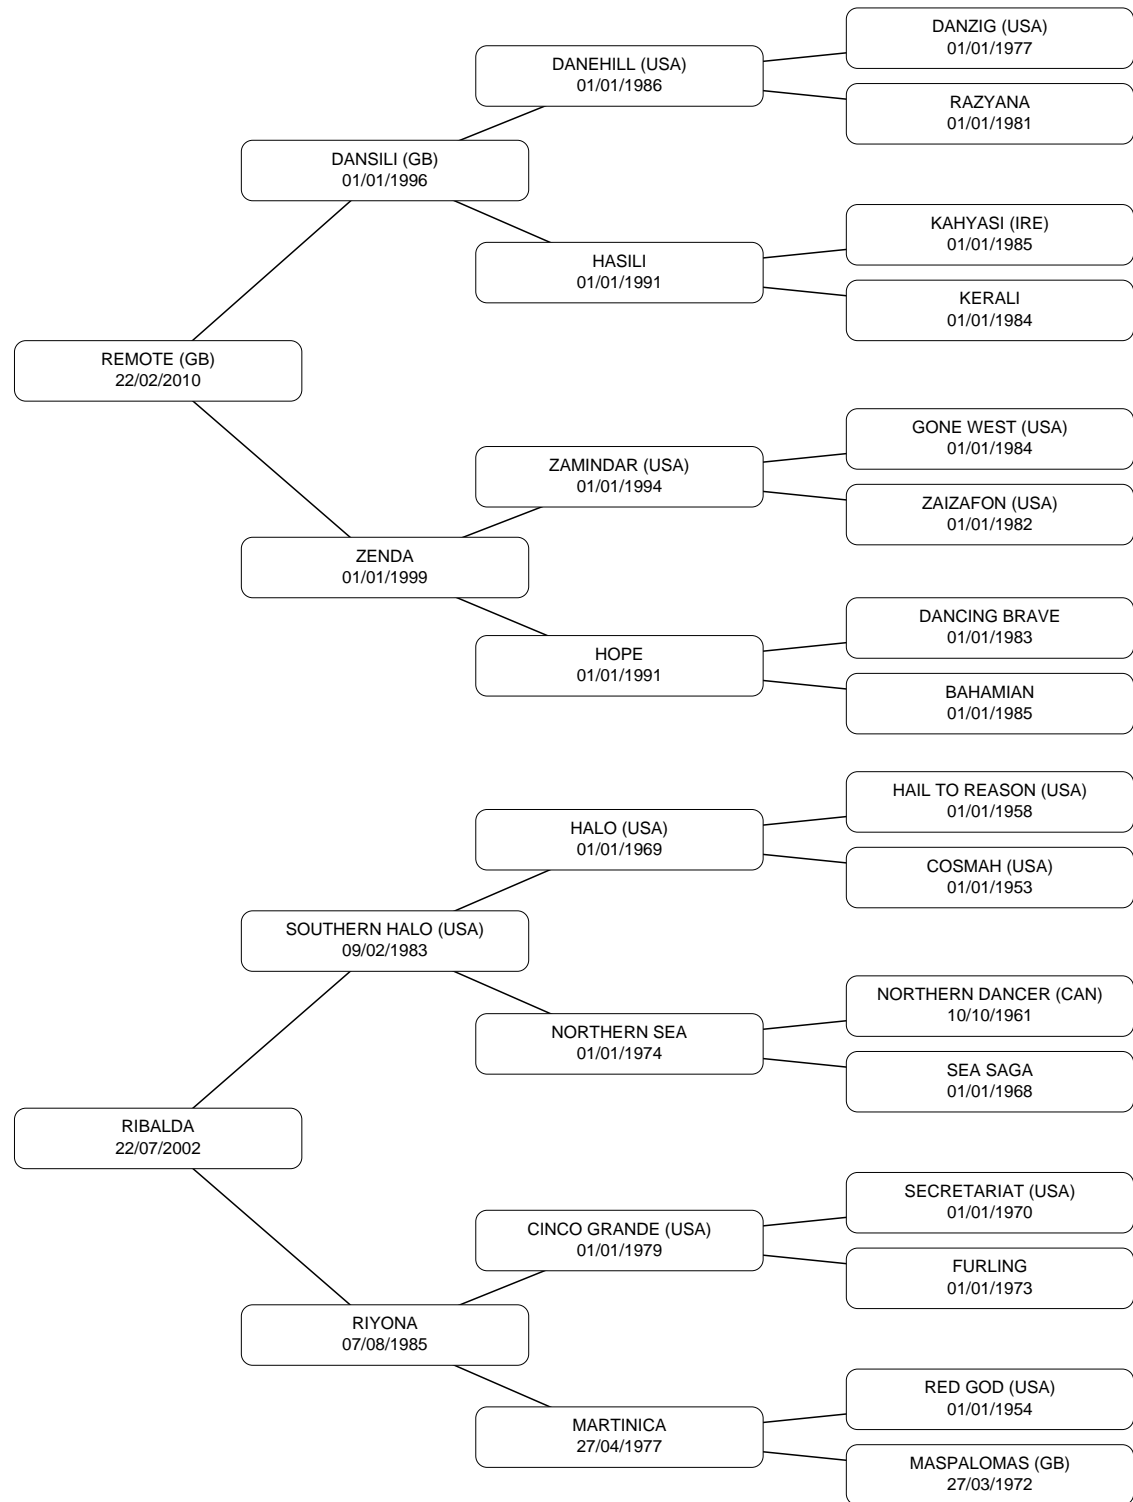 DANZIG (USA)
01/01/1977
DANEHILL (USA)
01/01/1986
RAZYANA
01/01/1981
DANSILI (GB)
01/01/1996
KAHYASI (IRE)
01/01/1985
HASILI
01/01/1991
KERALI
01/01/1984
REMOTE (GB)
22/02/2010
GONE WEST (USA)
01/01/1984
ZAMINDAR (USA)
01/01/1994
ZAIZAFON (USA)
01/01/1982
ZENDA
01/01/1999
DANCING BRAVE
01/01/1983
HOPE
01/01/1991
BAHAMIAN
01/01/1985
HAIL TO REASON (USA)
01/01/1958
HALO (USA)
01/01/1969
COSMAH (USA)
01/01/1953
SOUTHERN HALO (USA)
09/02/1983
NORTHERN DANCER (CAN)
10/10/1961
NORTHERN SEA
01/01/1974
SEA SAGA
01/01/1968
RIBALDA
22/07/2002
SECRETARIAT (USA)
01/01/1970
CINCO GRANDE (USA)
01/01/1979
FURLING
01/01/1973
RIYONA
07/08/1985
RED GOD (USA)
01/01/1954
MARTINICA
27/04/1977
MASPALOMAS (GB)
27/03/1972